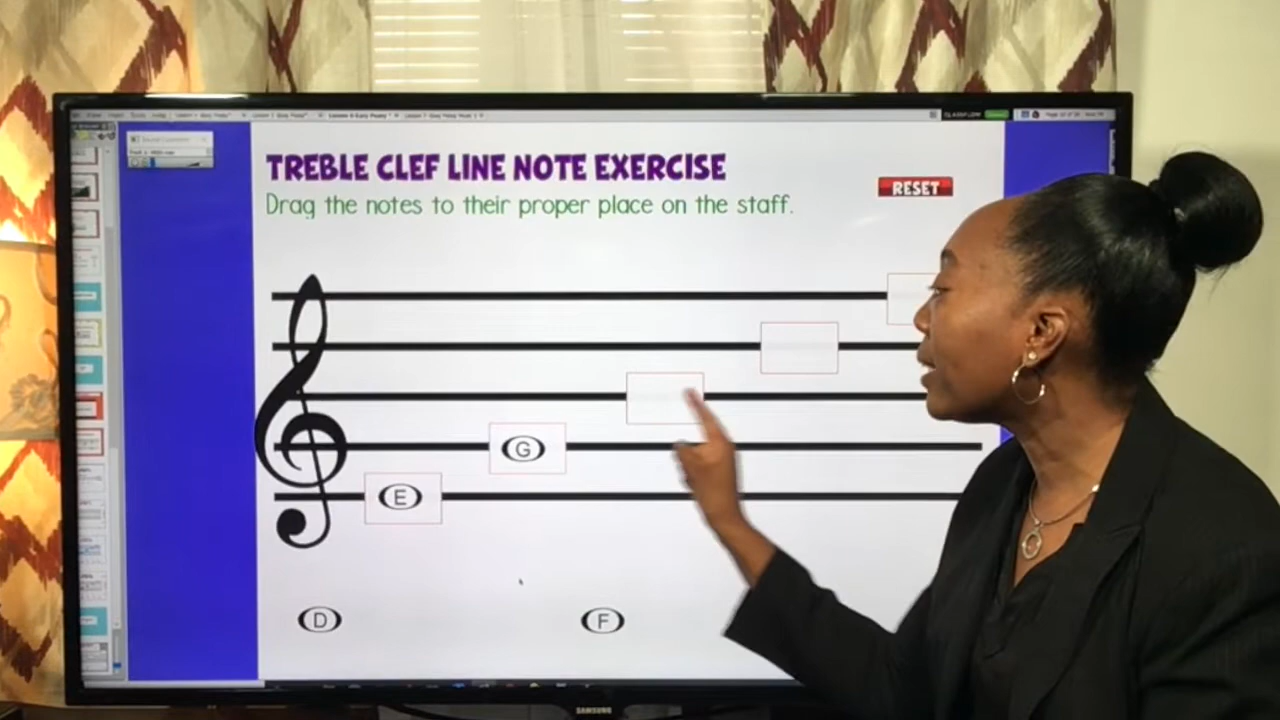 TREBLE CLEF LINE NOTE EXERCISE
RESET
Drag the notes to their proper place on the staff.
G
E
D
F
SAMSUNG